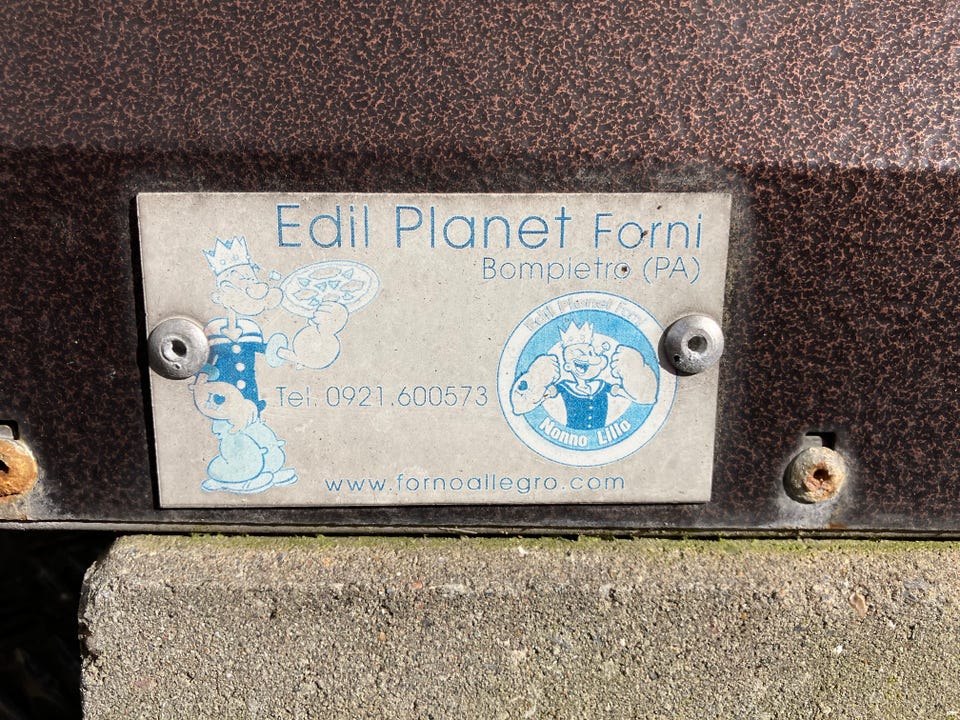 Edil Planet Forni
Bompietro (PA)
Edil Planet Forni
Tel. 0921.600573
Nonno Lillo
www.fornoallegro.com